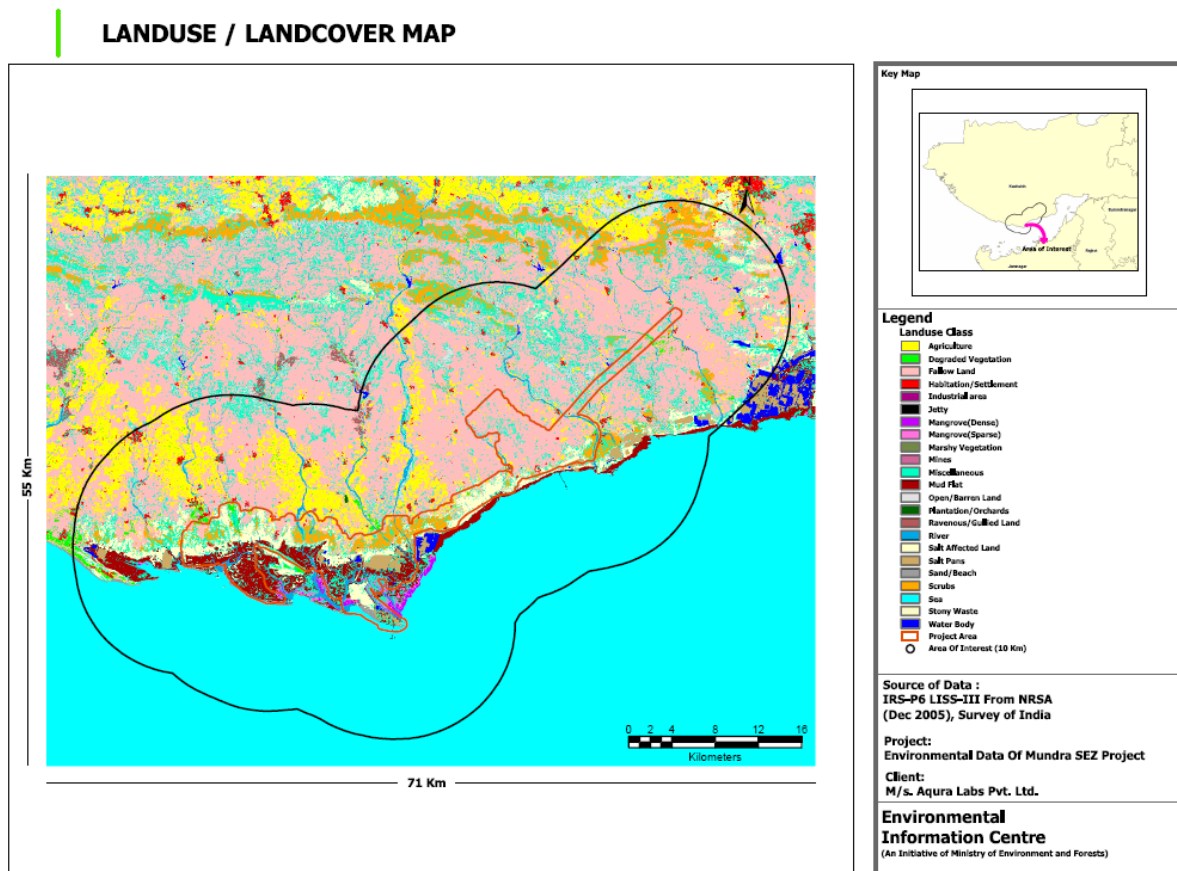 LANDUSE / LANDCOVER MAP
55 Km
71 Km
0 2 4 8 12 16
Kilometers
Key Map
Kachchh
Surendranagar
Rajkot
Area of Interest
Jamnagar
Legend
Landuse Class
Agriculture
Degraded Vegetation
Fallow Land
Habitation/Settlement
Industrial area
Jetty
Mangrove(Dense)
Mangrove(Sparse)
Marshy Vegetation
Mines
Miscellaneous
Mud Flat
Open/Barren Land
Plantation/Orchards
Ravenous/Gullied Land
River
Salt Affected Land
Salt Pans
Sand/Beach
Scrubs
Sea
Stony Waste
Water Body
Project Area
Area Of Interest (10 Km)
Source of Data :
IRS-P6 LISS-III From NRSA
(Dec 2005), Survey of India
Project:
Environmental Data Of Mundra SEZ Project
Client:
M/s. Aqura Labs Pvt. Ltd.
Environmental
Information Centre
(An Initiative of Ministry of Environment and Forests)